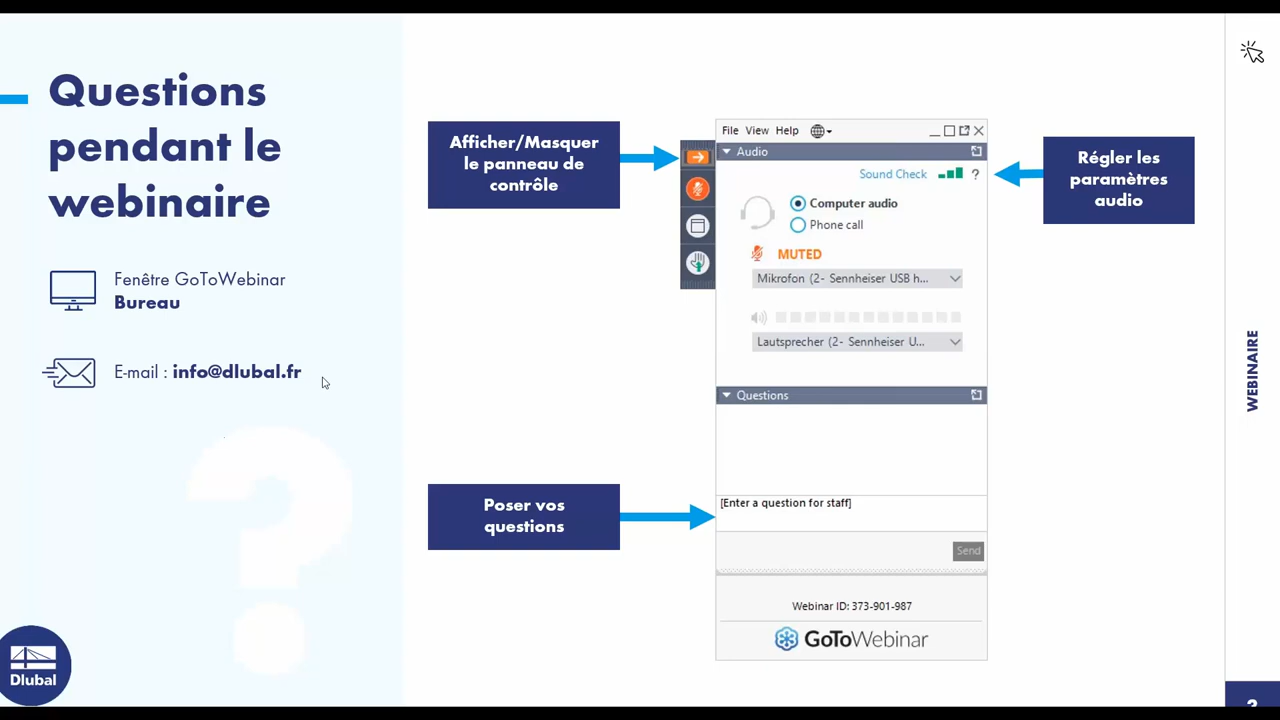 Questions
pendant le
webinaire
Fenêtre GoToWebinar
Bureau
E-mail : info@dlubal.fr
Dlubal
Afficher/Masquer
le panneau de
contrôle
Poser vos
questions
File View Help
Audio
Sound Check ?
Computer audio
Phone call
MUTED
Mikrofon (2- Sennheiser USB h...
Lautsprecher (2- Sennheiser U...
Questions
[Enter a question for staff]
Send
Webinar ID: 373-901-987
GoToWebinar
Régler les
paramètres
audio
WEBINAIRE